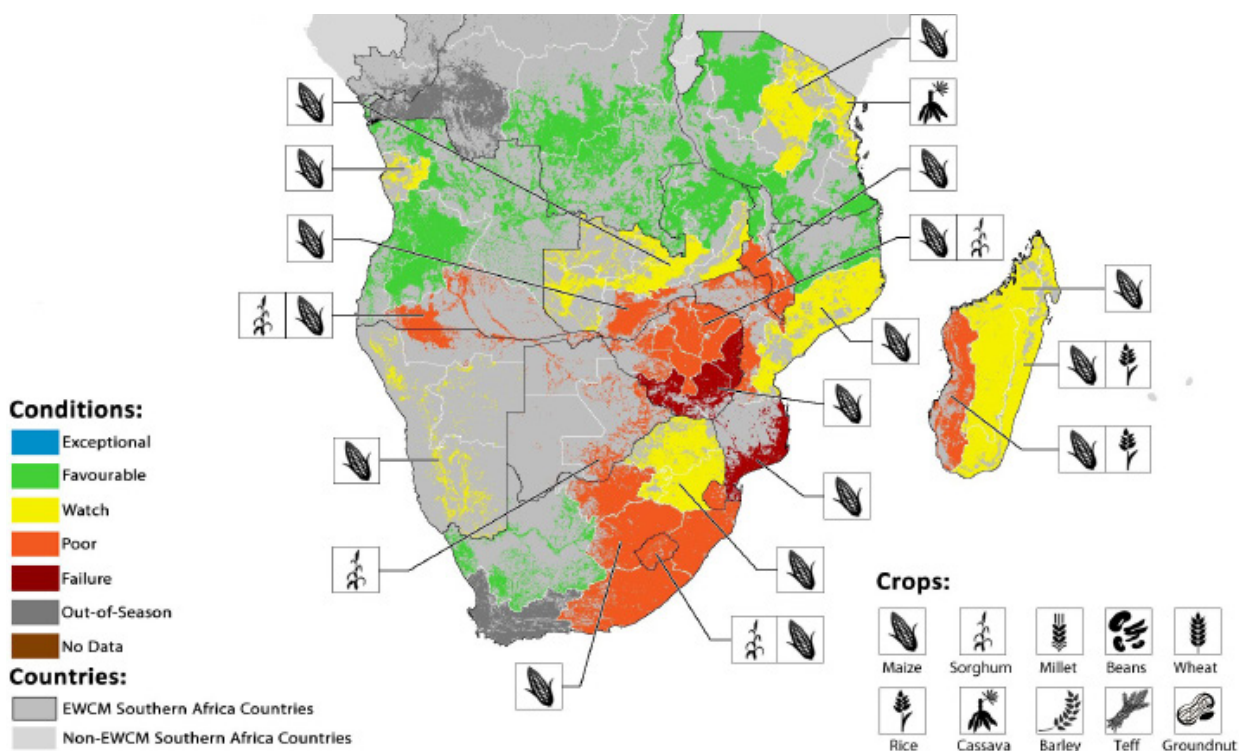 Conditions:
Exceptional
Favourable
Watch
Poor
Failure
Out-of-Season
No Data
Countries:
EWCM Southern Africa Countries
Non-EWCM Southern Africa Countries
Crops:
Maize Sorghum Millet Beans Wheat
Rice Cassava Barley Teff Groundnut